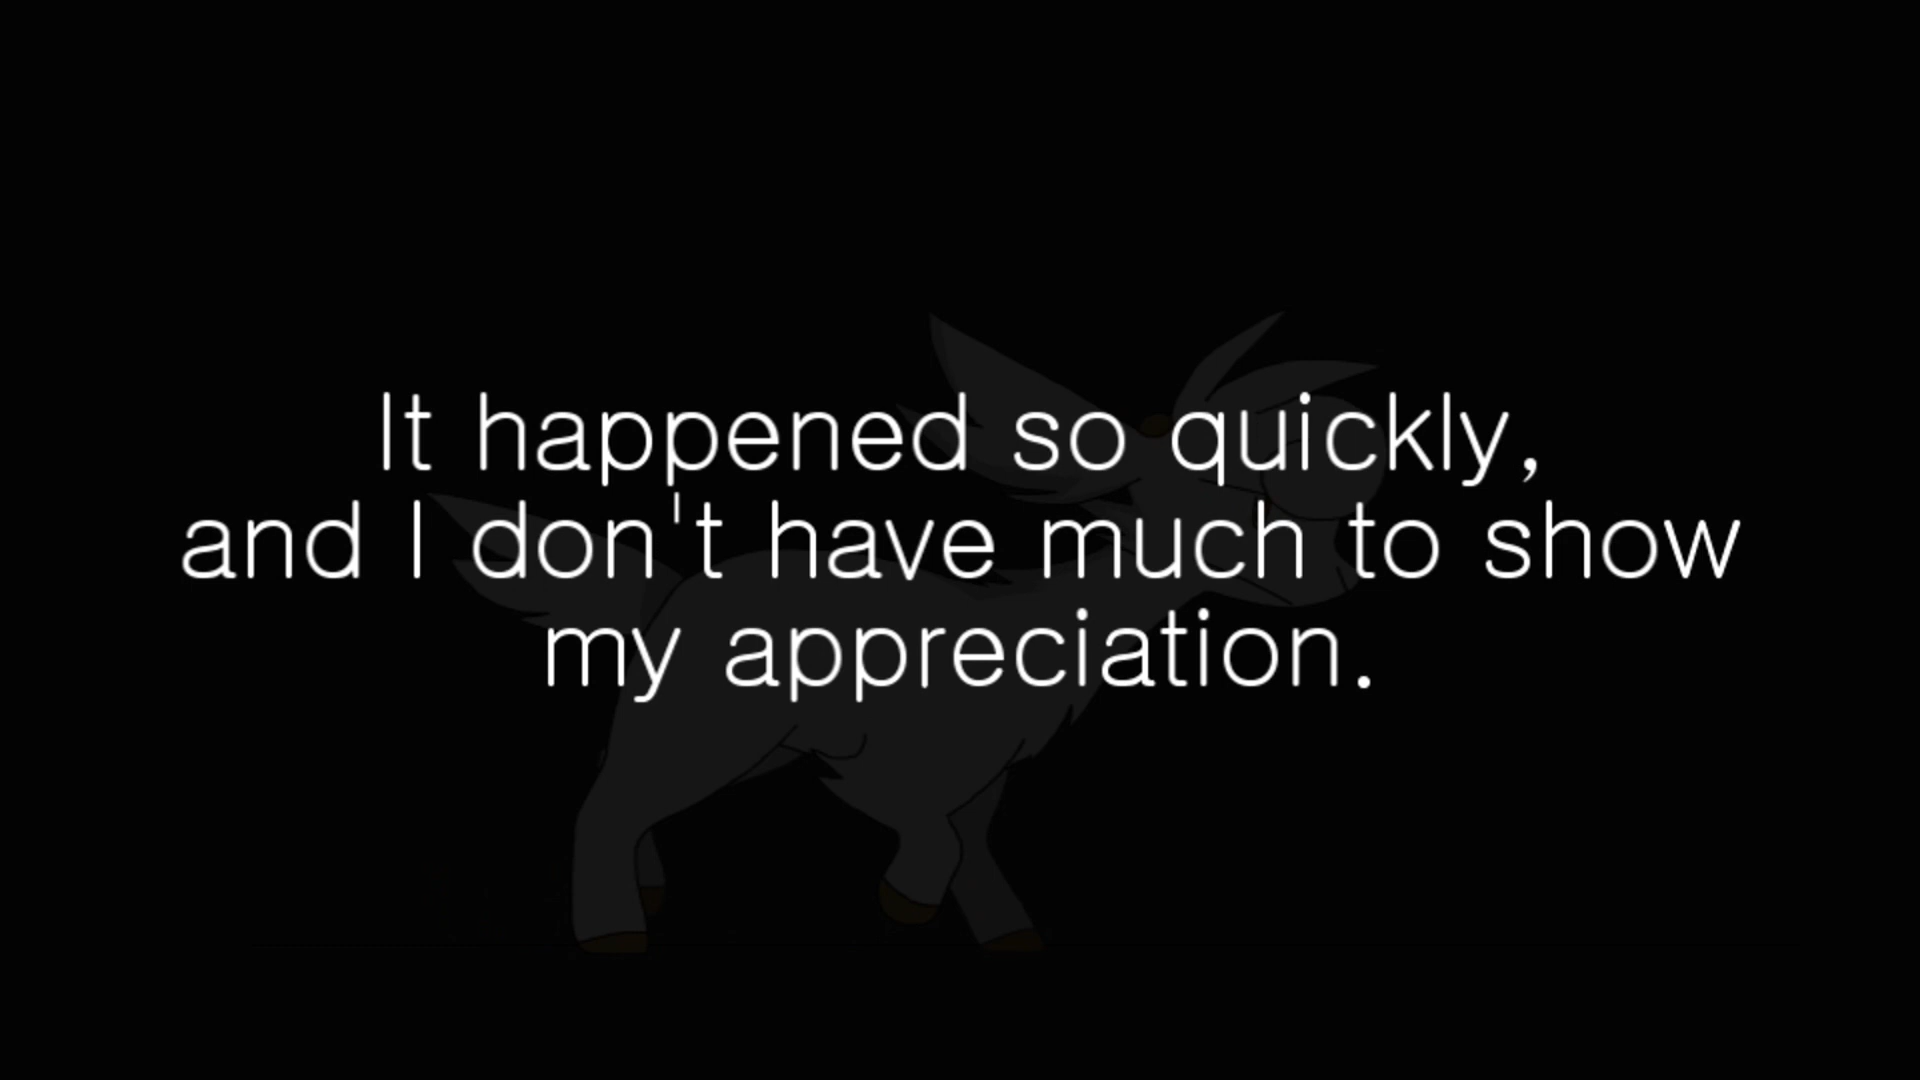 It happened so quickly,
and I don't have much to show
my appreciation.